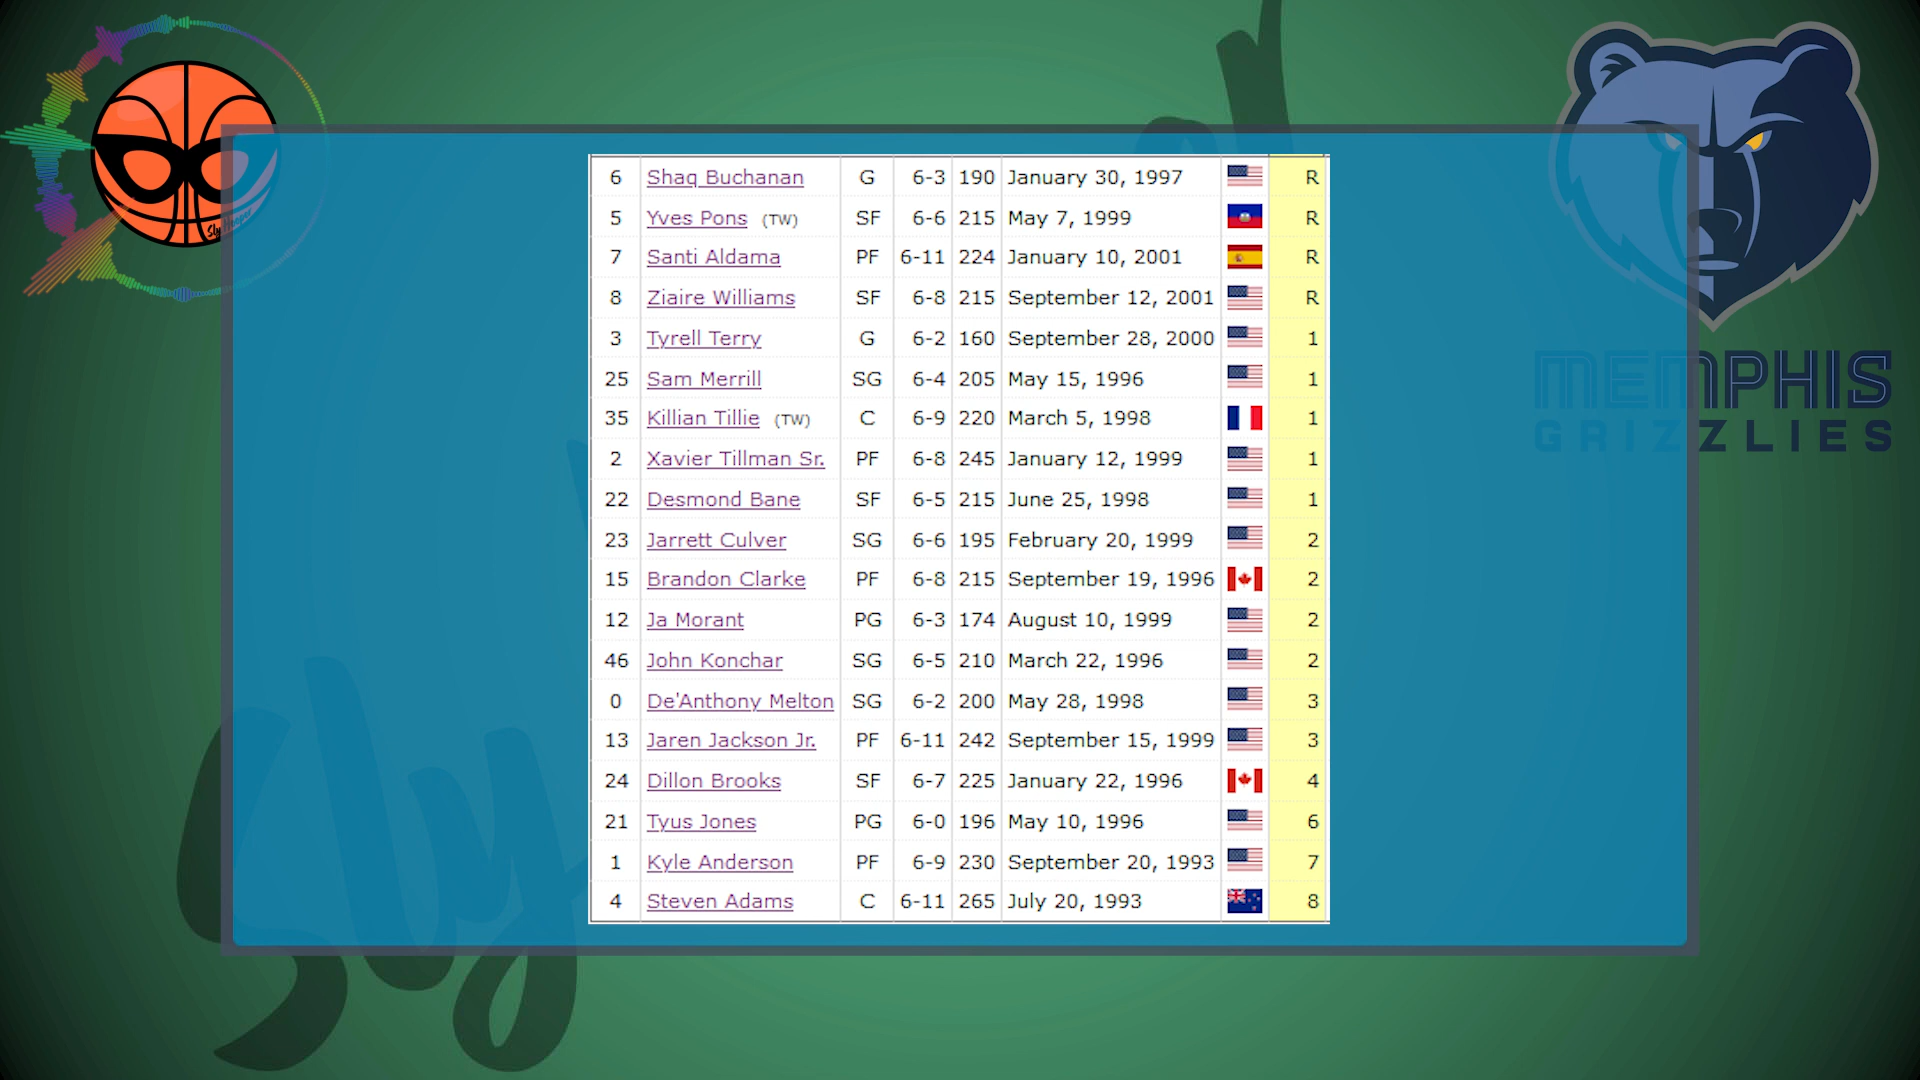 6 Shaq Buchanan G 6-3 190 January 30, 1997 R
5 Yves Pons (TW) SF 6-6 215 May 7, 1999 R
7 Santi Aldama PF 6-11 224 January 10, 2001 R
8 Ziaire Williams SF 6-8 215 September 12, 2001 R
3 Tyrell Terry G 6-2 160 September 28, 2000 1
25 Sam Merrill SG 6-4 205 May 15, 1996 1
35 Killian Tillie (TW) C 6-9 220 March 5, 1998 1
2 Xavier Tillman Sr. PF 6-8 245 January 12, 1999 1
22 Desmond Bane SF 6-5 215 June 25, 1998 1
23 Jarrett Culver SG 6-6 195 February 20, 1999 2
15 Brandon Clarke PF 6-8 215 September 19, 1996 2
12 Ja Morant PG 6-3 174 August 10, 1999 2
46 John Konchar SG 6-5 210 March 22, 1996 2
0 De'Anthony Melton SG 6-2 200 May 28, 1998 3
13 Jaren Jackson Jr. PF 6-11 242 September 15, 1999 3
24 Dillon Brooks SF 6-7 225 January 22, 1996 4
21 Tyus Jones PG 6-0 196 May 10, 1996 6
1 Kyle Anderson PF 6-9 230 September 20, 1993 7
4 Steven Adams C 6-11 265 July 20, 1993 8
MEMPHIS
GRIZZLIES
Sly